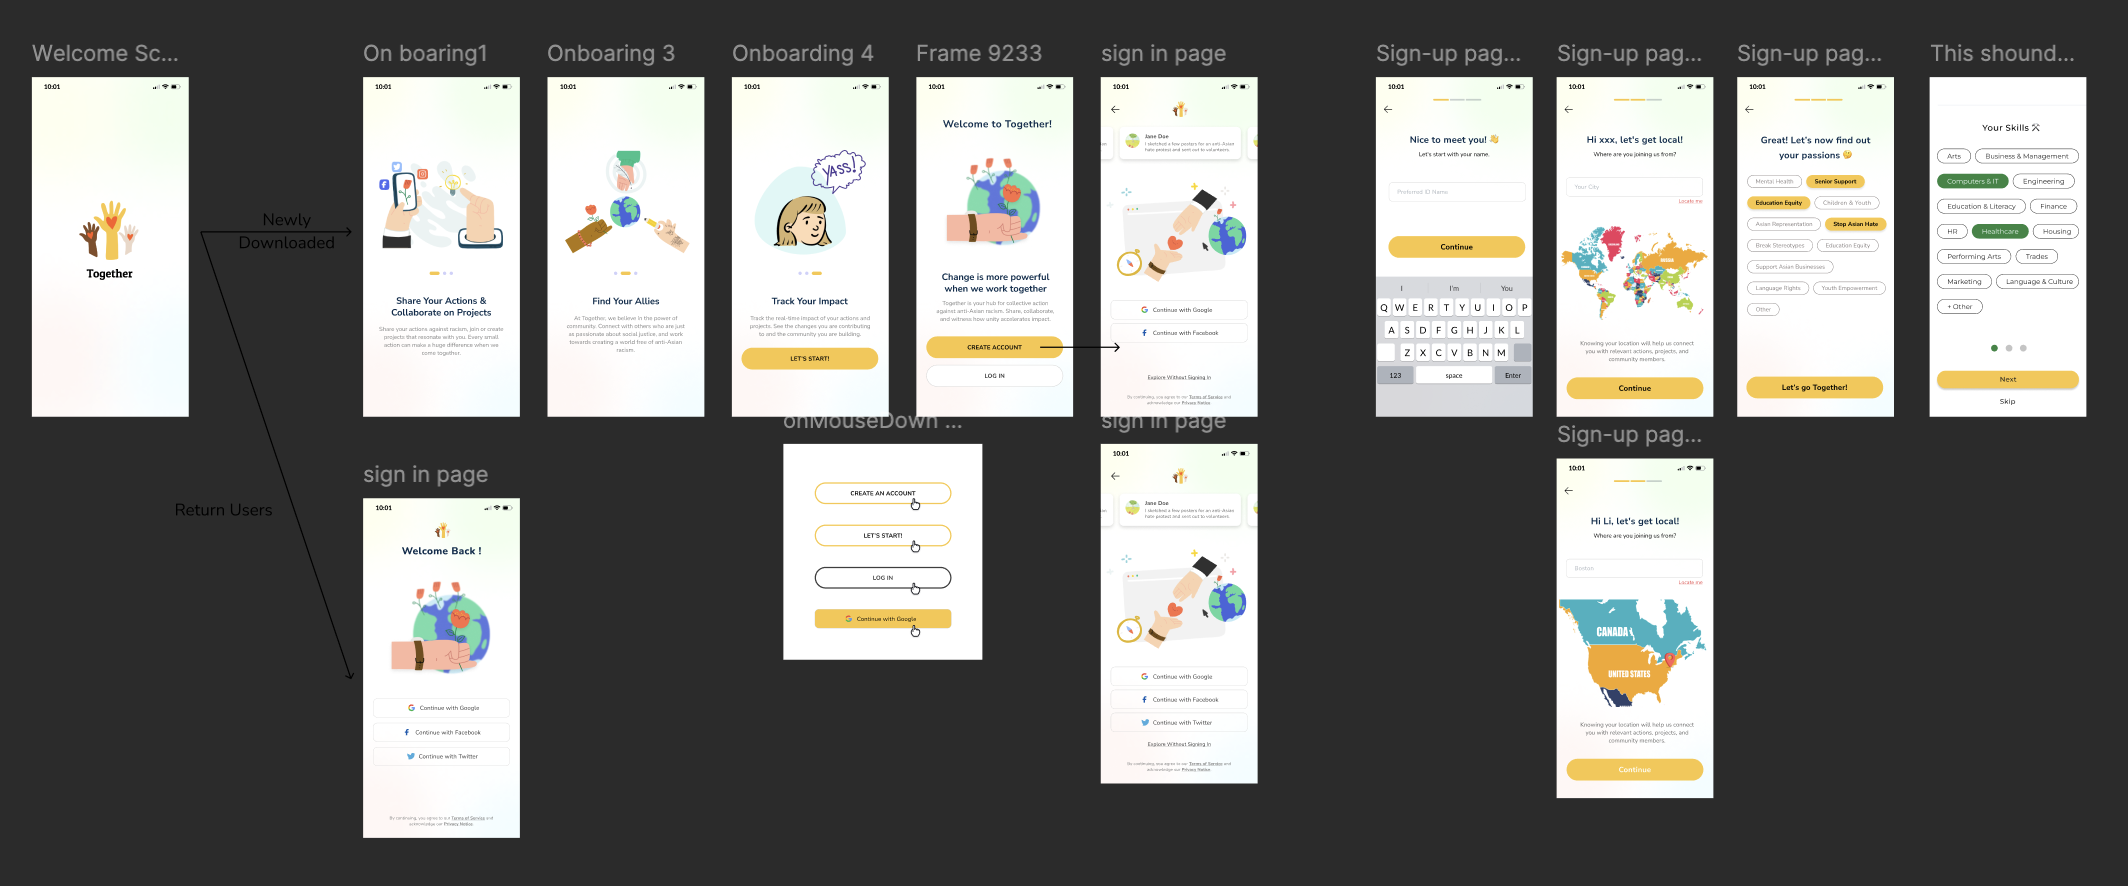 Welcome Sc...
On boaring1
Onboaring 3
Onboarding 4
Frame 9233
sign in page
Sign-up pag...
Sign-up pag...
Sign-up pag...
This shound...
10:01
Together
Newly
Downloaded
Return Users
10:01
Share Your Actions &
Collaborate on Projects
Share your actions against racism, join or create
projects that resonate with you. Every small
action can make a huge difference when we
come together.
10:01
Find Your Allies
At Together, we believe in the power of
community. Connect with others who are just
as passionate about social justice, and work
towards creating a world free of anti-Asian
racism.
10:01
YASS!
Track Your Impact
Track the real-time impact of your actions and
projects. See the changes you are contributing
to and the community you are building.
LET'S START!
10:01
Welcome to Together!
Change is more powerful
when we work together
Together is your hub for collective action
against anti-Asian racism. Share, collaborate,
and witness how unity accelerates impact.
CREATE ACCOUNT
LOG IN
10:01
Jane Doe
I sketched a few posters for an anti-Asian
hate protest and sent out to volunteers.
Continue with Google
Continue with Facebook
Explore Without Signing In
By continuing, you agree to our Terms of Service and
acknowledge our Privacy Notice.
10:01
Nice to meet you! 👋
Let's start with your name.
Preferred ID Name
Continue
I I'm You
Q W E R T Y U I O P
A S D F G H J K L
Z X C V B N M
123 space Enter
10:01
Hi xxx, let's get local!
Where are you joining us from?
Your City
Locate me
Knowing your location will help us connect
you with relevant actions, projects, and
community members.
Continue
10:01
Great! Let's now find out
your passions
Mental Health Senior Support
Education Equity Children & Youth
Asian Representation Stop Asian Hate
Break Stereotypes Education Equity
Support Asian Businesses
Language Rights Youth Empowerment
Other
Let's go Together!
Your Skills
Arts Business & Management
Computers & IT Engineering
Education & Literacy Finance
HR Healthcare Housing
Performing Arts Trades
Marketing Language & Culture
+ Other
Next
Skip
sign in page
10:01
Welcome Back !
Continue with Google
Continue with Facebook
Continue with Twitter
By continuing, you agree to our Terms of Service and
acknowledge our Privacy Notice.
onMouseDown ...
CREATE AN ACCOUNT
LET'S START!
LOG IN
Continue with Google
sign in page
10:01
Jane Doe
I sketched a few posters for an anti-Asian
hate protest and sent out to volunteers.
Continue with Google
Continue with Facebook
Continue with Twitter
Explore Without Signing In
By continuing, you agree to our Terms of Service and
acknowledge our Privacy Notice.
Sign-up pag...
10:01
Hi Li, let's get local!
Where are you joining us from?
Boston
Locate me
CANADA
UNITED STATES
Knowing your location will help us connect
you with relevant actions, projects, and
community members.
Continue